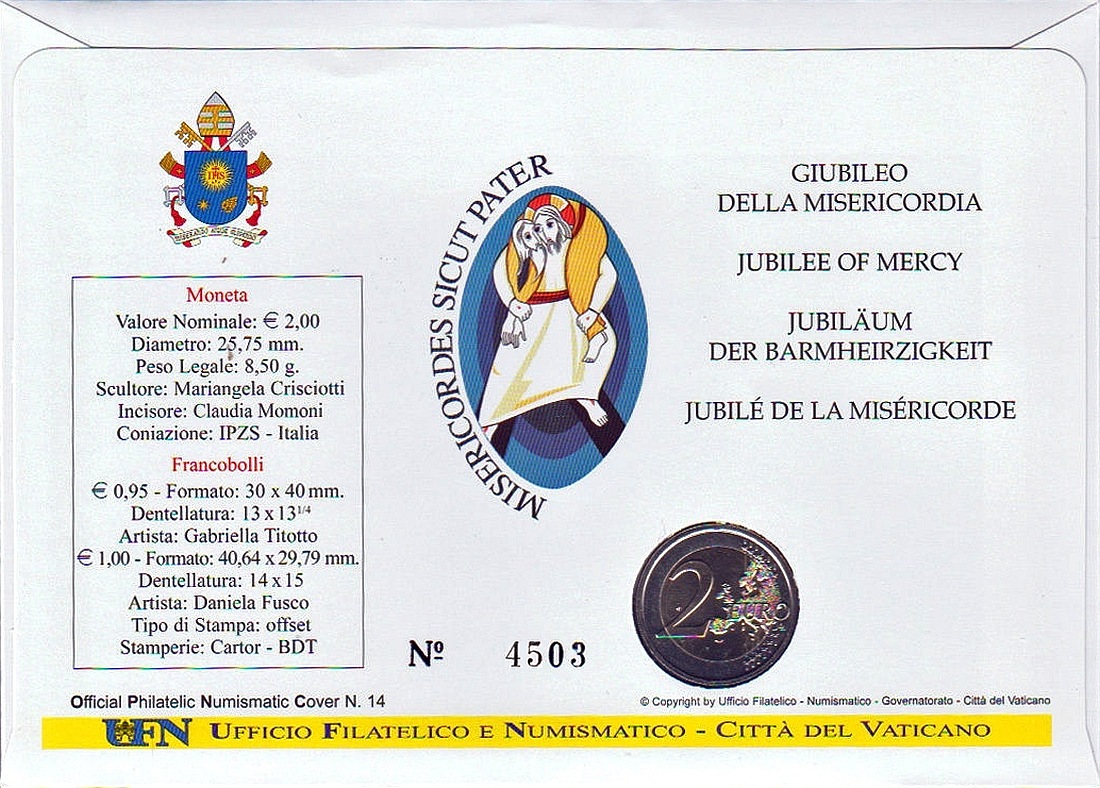 IHS
MISERANDO ATQUE ELIGENDO
Moneta
Valore Nominale: € 2,00
Diametro: 25,75 mm.
Peso Legale: 8,50 g.
Scultore: Mariangela Crisciotti
Incisore: Claudia Momoni
Coniazione: IPZS - Italia
Francobolli
€ 0,95 - Formato: 30 x 40 mm.
Dentellatura: 13 x 13¹/⁴
Artista: Gabriella Titotto
€ 1,00 - Formato: 40,64 x 29,79 mm.
Dentellatura: 14 x 15
Artista: Daniela Fusco
Tipo di Stampa: offset
Stamperie: Cartor - BDT
MISERICORDES SICUT PATER
GIUBILEO
DELLA MISERICORDIA
JUBILEE OF MERCY
JUBILÄUM
DER BARMHEIRZIGKEIT
JUBILÉ DE LA MISÉRICORDE
2 EURO
Nº 4503
Official Philatelic Numismatic Cover N. 14
© Copyright by Ufficio Filatelico - Numismatico - Governatorato - Città del Vaticano
UFN UFFICIO FILATELICO E NUMISMATICO - CITTÀ DEL VATICANO